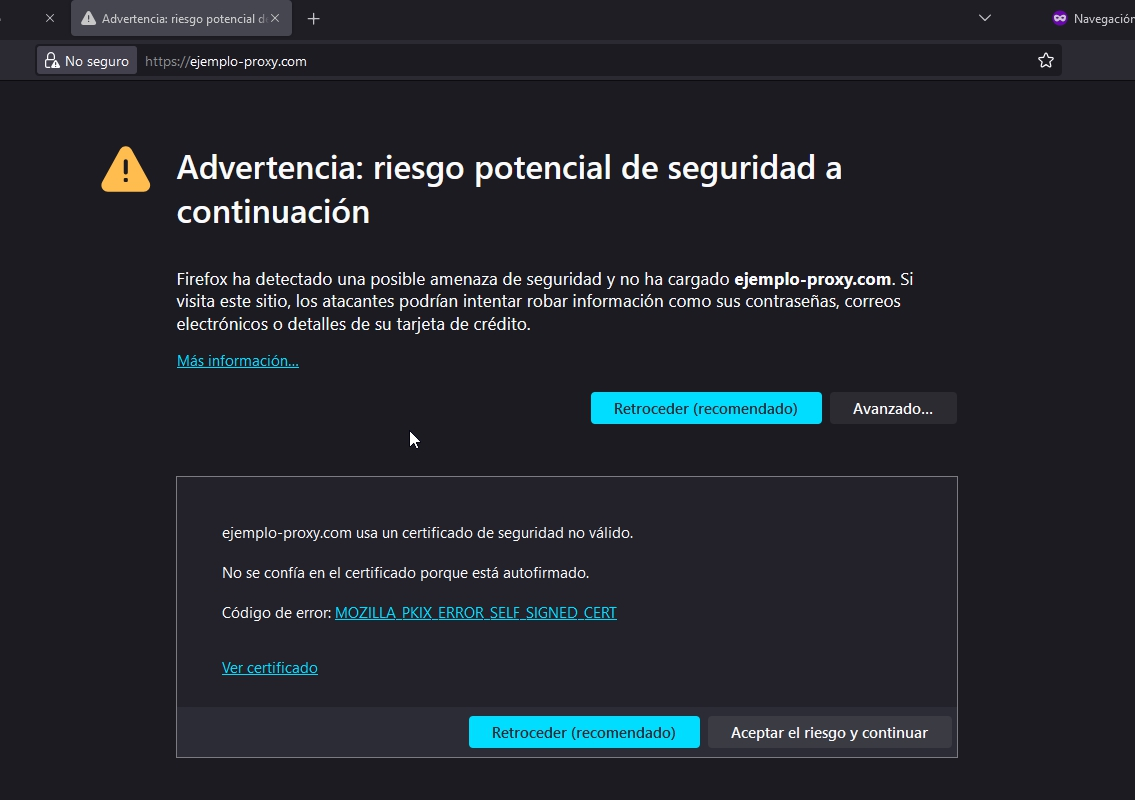 Advertencia: riesgo potencial d
Navegación
No seguro
https://ejemplo-proxy.com
Advertencia: riesgo potencial de seguridad a
continuación
Firefox ha detectado una posible amenaza de seguridad y no ha cargado ejemplo-proxy.com. Si
visita este sitio, los atacantes podrían intentar robar información como sus contraseñas, correos
electrónicos o detalles de su tarjeta de crédito.
Más información...
Retroceder (recomendado)
Avanzado...
ejemplo-proxy.com usa un certificado de seguridad no válido.
No se confía en el certificado porque está autofirmado.
Código de error: MOZILLA_PKIX_ERROR_SELF_SIGNED_CERT
Ver certificado
Retroceder (recomendado)
Aceptar el riesgo y continuar